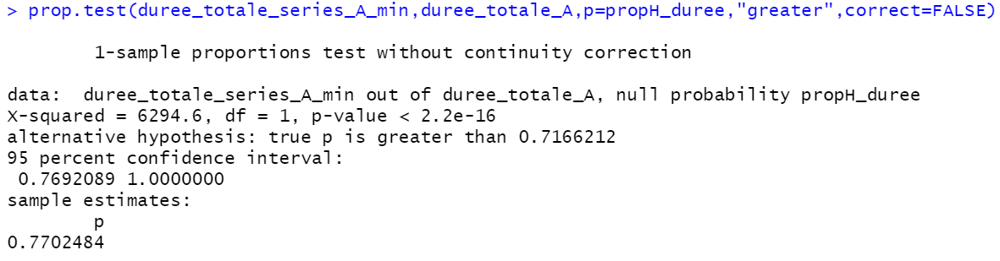 > prop.test(duree_totale_series_A_min,duree_totale_A,p=propH_duree,"greater",correct=FALSE)
1-sample proportions test without continuity correction
data:  duree_totale_series_A_min out of duree_totale_A, null probability propH_duree
X-squared = 6294.6, df = 1, p-value < 2.2e-16
alternative hypothesis: true p is greater than 0.7166212
95 percent confidence interval:
 0.7692089 1.0000000
sample estimates:
p
0.7702484